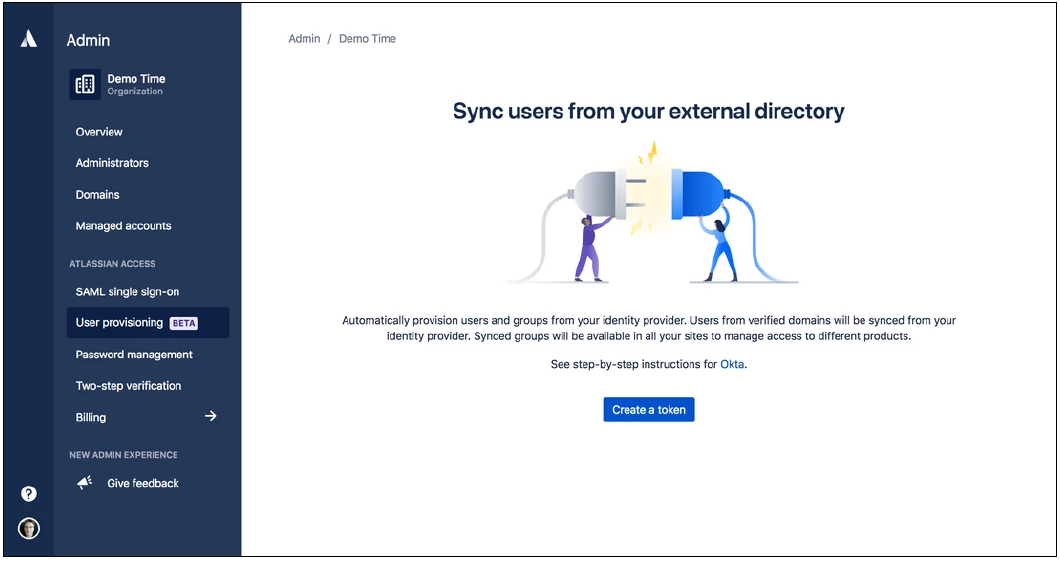 Admin
Demo Time
Organization
Overview
Administrators
Domains
Managed accounts
ATLASSIAN ACCESS
SAML single sign-on
User provisioning BETA
Password management
Two-step verification
Billing
NEW ADMIN EXPERIENCE
Give feedback
?
Admin / Demo Time
Sync users from your external directory
Automatically provision users and groups from your identity provider. Users from verified domains will be synced from your
identity provider. Synced groups will be available in all your sites to manage access to different products.
See step-by-step instructions for Okta.
Create a token